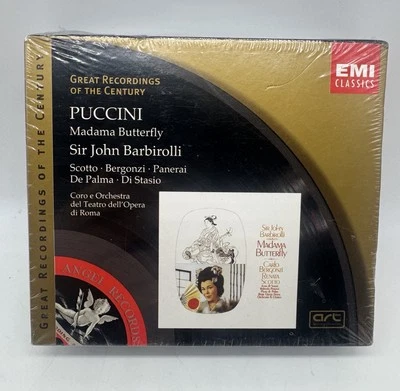 GREAT RECORDINGS OF THE CENTURY
GREAT RECORDINGS
OF THE CENTURY
EMI
CLASSICS
PUCCINI
Madama Butterfly
Sir John Barbirolli
Scotto · Bergonzi · Panerai
De Palma · Di Stasio
Coro e Orchestra
del Teatro dell'Opera
di Roma
SIR JOHN
BARBIROLLI
MADAMA
BUTTERFLY
CARLO
BERGONZI
RENATA
SCOTTO
ANGEL RECORDS
art